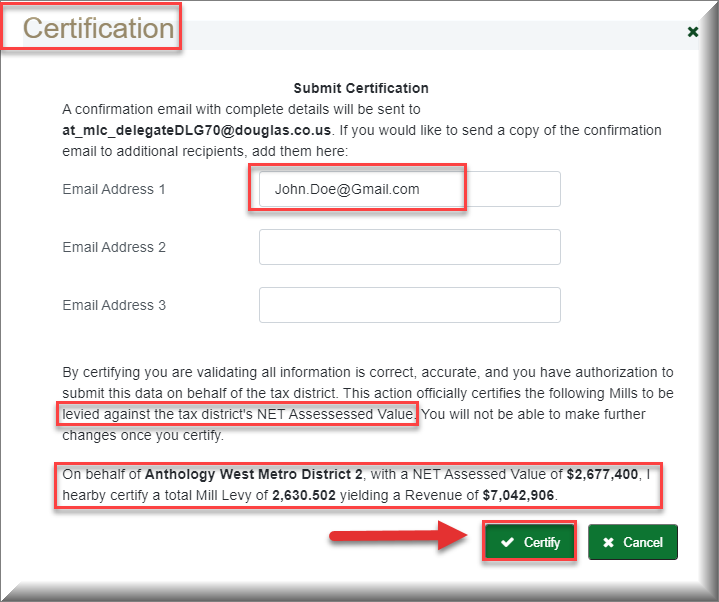 Certification
Submit Certification
A confirmation email with complete details will be sent to
at_mlc_delegateDLG70@douglas.co.us. If you would like to send a copy of the confirmation
email to additional recipients, add them here:
Email Address 1
John.Doe@Gmail.com
Email Address 2
Email Address 3
By certifying you are validating all information is correct, accurate, and you have authorization to
submit this data on behalf of the tax district. This action officially certifies the following Mills to be
levied against the tax district's NET Assessessed Value. You will not be able to make further
changes once you certify.
On behalf of Anthology West Metro District 2, with a NET Assessed Value of $2,677,400, I
hearby certify a total Mill Levy of 2,630.502 yielding a Revenue of $7,042,906.
Certify
Cancel